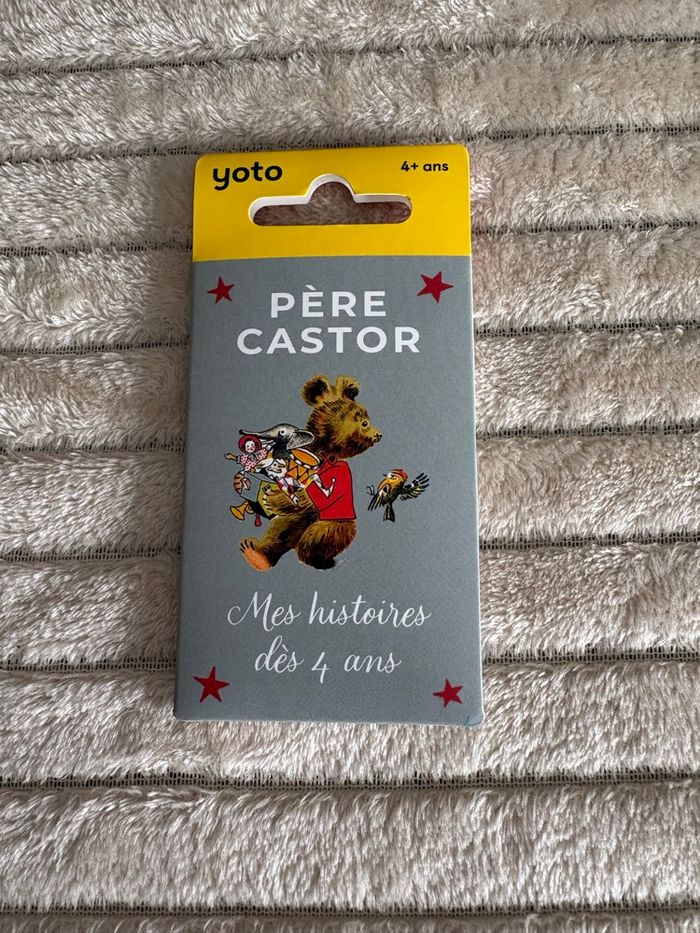 yoto
4+ ans
PÈRE
CASTOR
Mes histoires
dès 4 ans